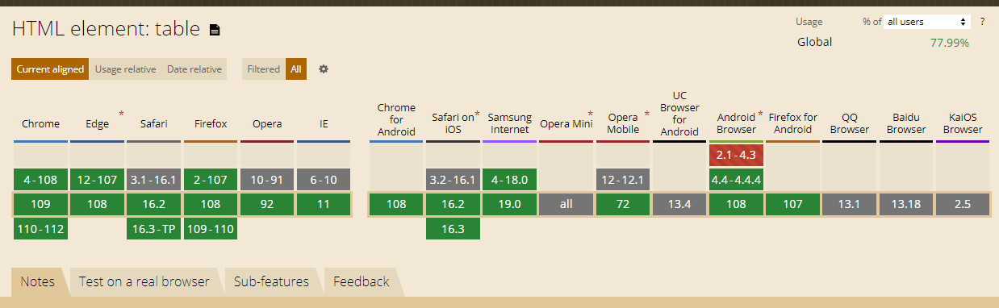 HTML element: table
Usage % of all users ?
Global 77.99%
Current aligned Usage relative Date relative Filtered All
Chrome Edge * Safari Firefox Opera IE Chrome for Android Safari on iOS * Samsung Internet Opera Mini * Opera Mobile * UC Browser for Android Android Browser * Firefox for Android QQ Browser Baidu Browser KaiOS Browser
2.1-4.3
4-108 12-107 3.1-16.1 2-107 10-91 6-10 3.2-16.1 4-18.0 12-12.1 4.4-4.4.4
109 108 16.2 108 92 11 108 16.2 19.0 all 72 13.4 108 107 13.1 13.18 2.5
110-112 16.3-TP 109-110 16.3
Notes Test on a real browser Sub-features Feedback